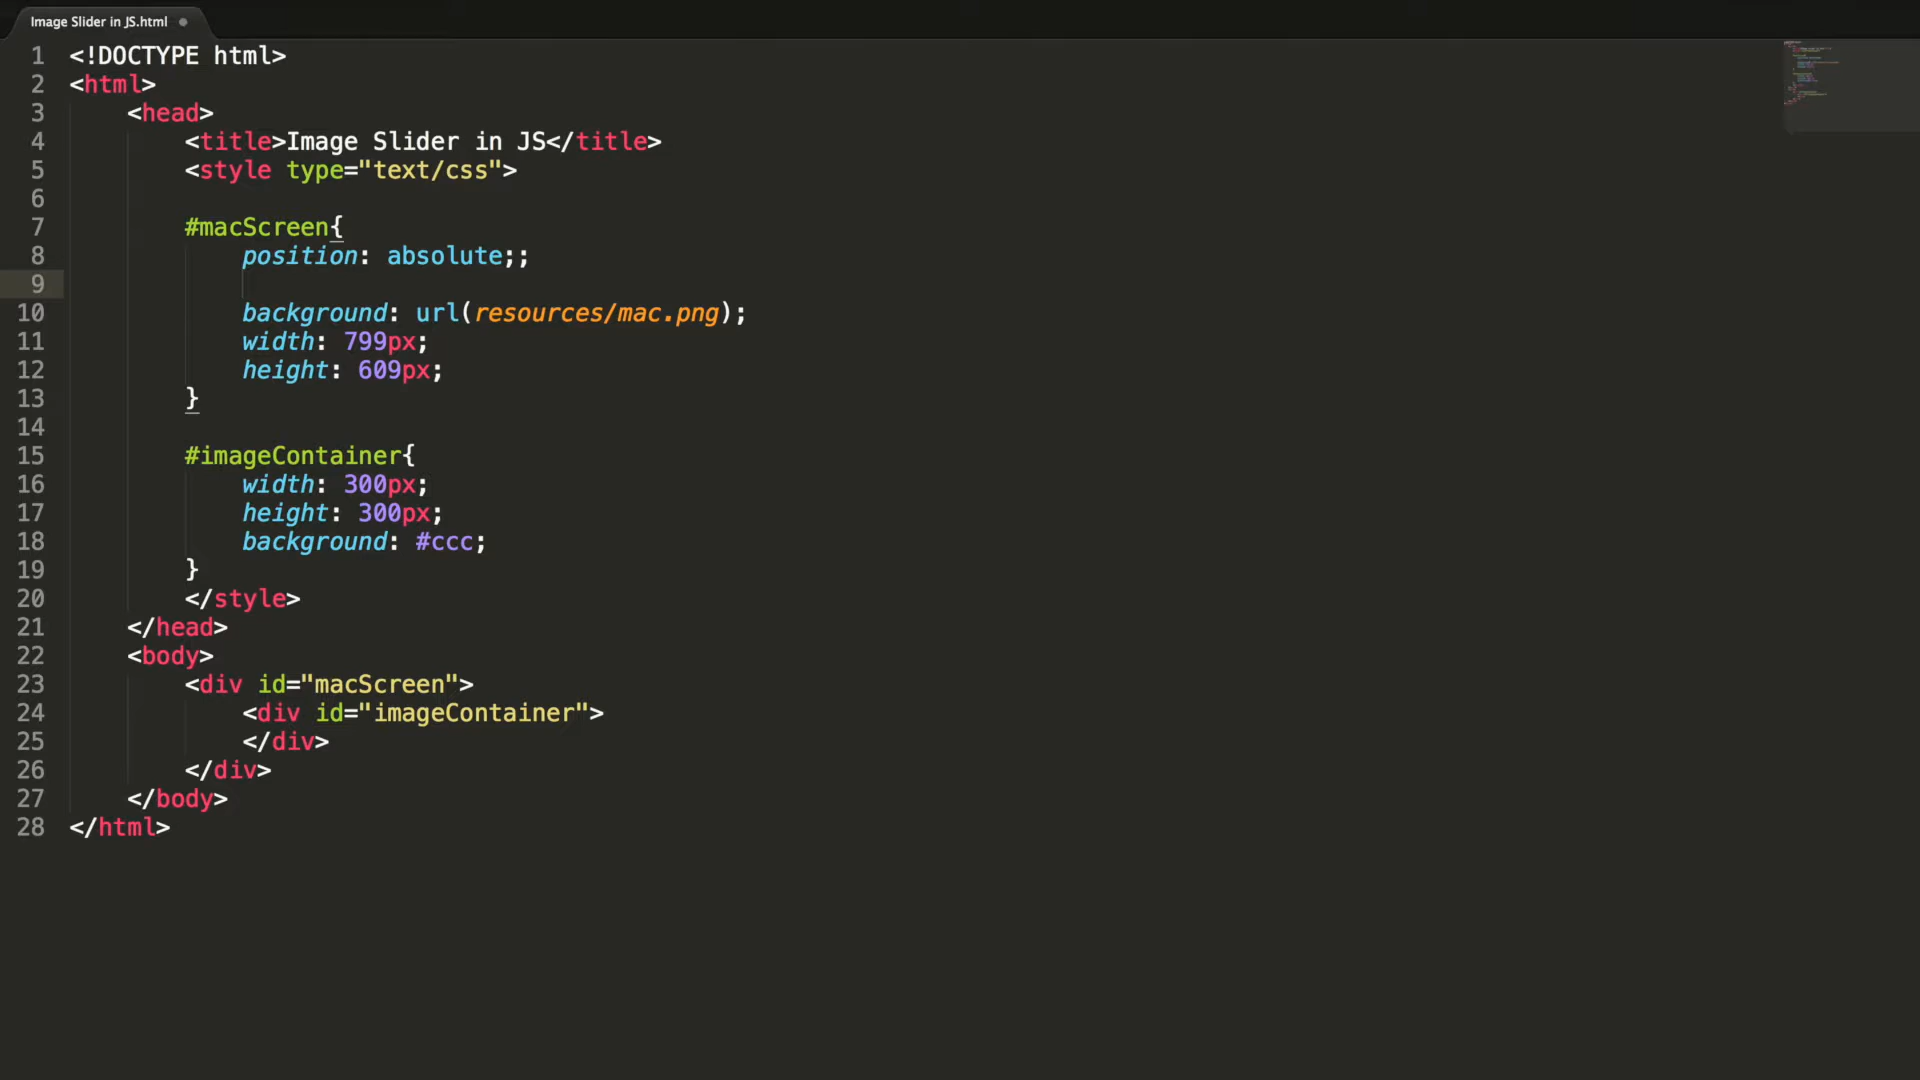 Image Slider in JS.html
1 <!DOCTYPE html>
2 <html>
3 <head>
4 <title>Image Slider in JS</title>
5 <style type="text/css">
6
7 #macScreen{
8 position: absolute;;
9
10 background: url(resources/mac.png);
11 width: 799px;
12 height: 609px;
13 }
14
15 #imageContainer{
16 width: 300px;
17 height: 300px;
18 background: #ccc;
19 }
20 </style>
21 </head>
22 <body>
23 <div id="macScreen">
24 <div id="imageContainer">
25 </div>
26 </div>
27 </body>
28 </html>